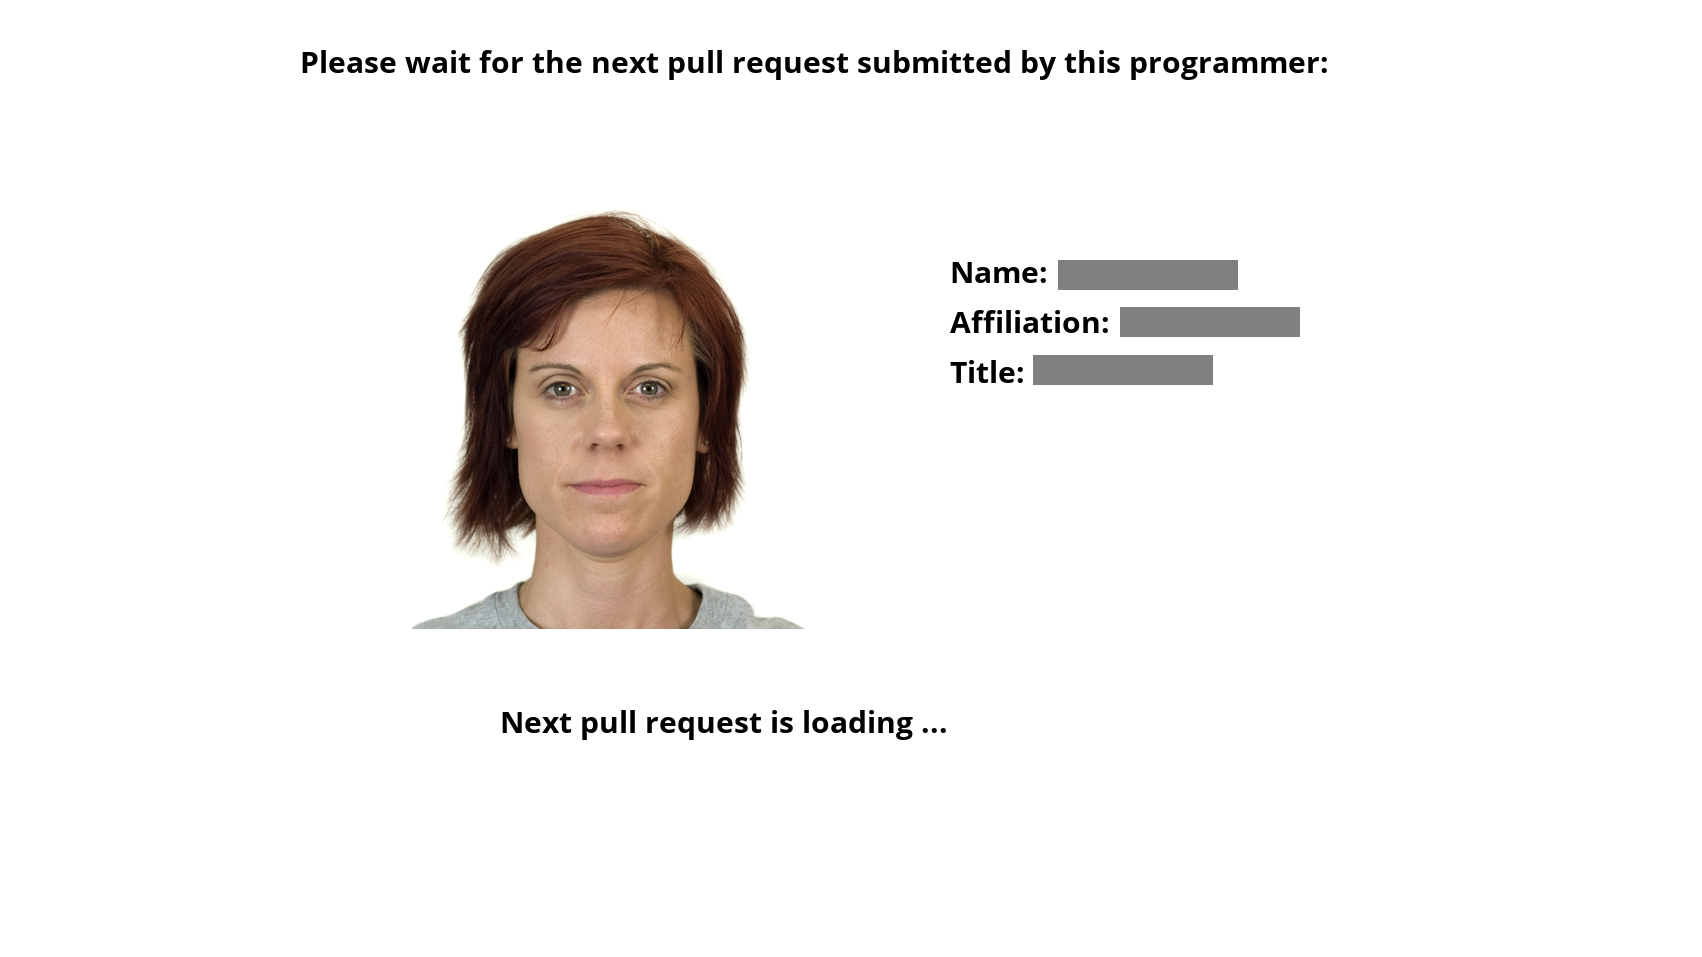 Please wait for the next pull request submitted by this programmer:
Name:
Affiliation:
Title:
Next pull request is loading ...